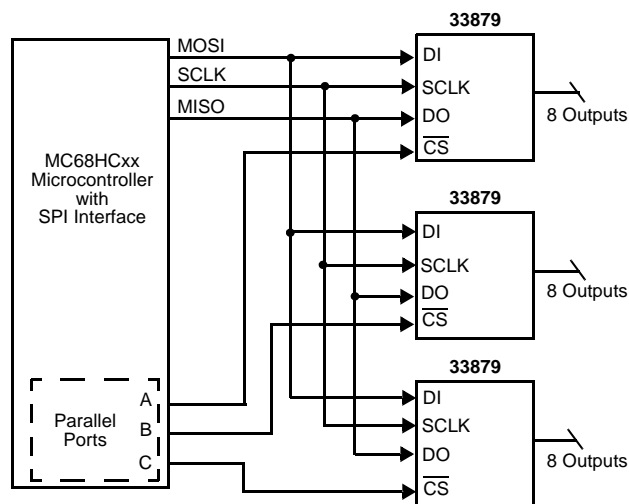 MOSI
SCLK
MISO
MC68HCxx
Microcontroller
with
SPI Interface
Parallel
Ports
A
B
C
33879
DI
SCLK
DO
CS
8 Outputs
33879
DI
SCLK
DO
CS
8 Outputs
33879
DI
SCLK
DO
CS
8 Outputs